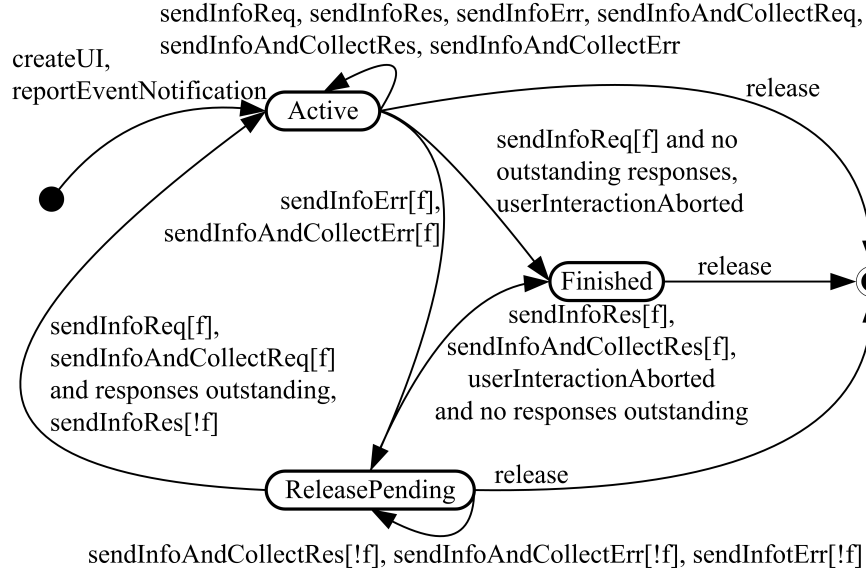 sendInfoReq, sendInfoRes, sendInfoErr, sendInfoAndCollectReq,
sendInfoAndCollectRes, sendInfoAndCollectErr
createUI,
reportEventNotification
Active
release
sendInfoReq[f] and no
outstanding responses,
userInteractionAborted
sendInfoErr[f],
sendInfoAndCollectErr[f]
Finished
release
sendInfoRes[f],
sendInfoAndCollectRes[f],
userInteractionAborted
and no responses outstanding
sendInfoReq[f],
sendInfoAndCollectReq[f]
and responses outstanding,
sendInfoRes[!f]
ReleasePending
release
sendInfoAndCollectRes[!f], sendInfoAndCollectErr[!f], sendInfotErr[!f]